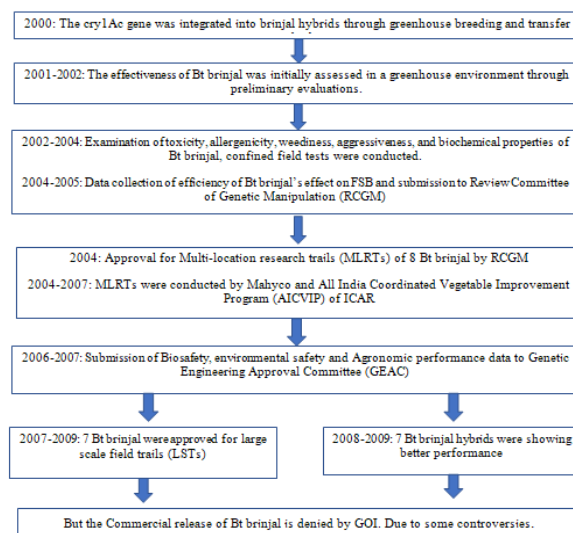 2000: The cry1Ac gene was integrated into brinjal hybrids through greenhouse breeding and transfer
2001-2002: The effectiveness of Bt brinjal was initially assessed in a greenhouse environment through
preliminary evaluations.
2002-2004: Examination of toxicity, allergenicity, weediness, aggressiveness, and biochemical properties of
Bt brinjal, confined field tests were conducted.
2004-2005: Data collection of efficiency of Bt brinjal's effect on FSB and submission to Review Committee
of Genetic Manipulation (RCGM)
2004: Approval for Multi-location research trails (MLRTs) of 8 Bt brinjal by RCGM
2004-2007: MLRTs were conducted by Mahyco and All India Coordinated Vegetable Improvement
Program (AICVIP) of ICAR
2006-2007: Submission of Biosafety, environmental safety and Agronomic performance data to Genetic
Engineering Approval Committee (GEAC)
2007-2009: 7 Bt brinjal were approved for large
scale field trails (LSTs)
2008-2009: 7 Bt brinjal hybrids were showing
better performance
But the Commercial release of Bt brinjal is denied by GOI. Due to some controversies.